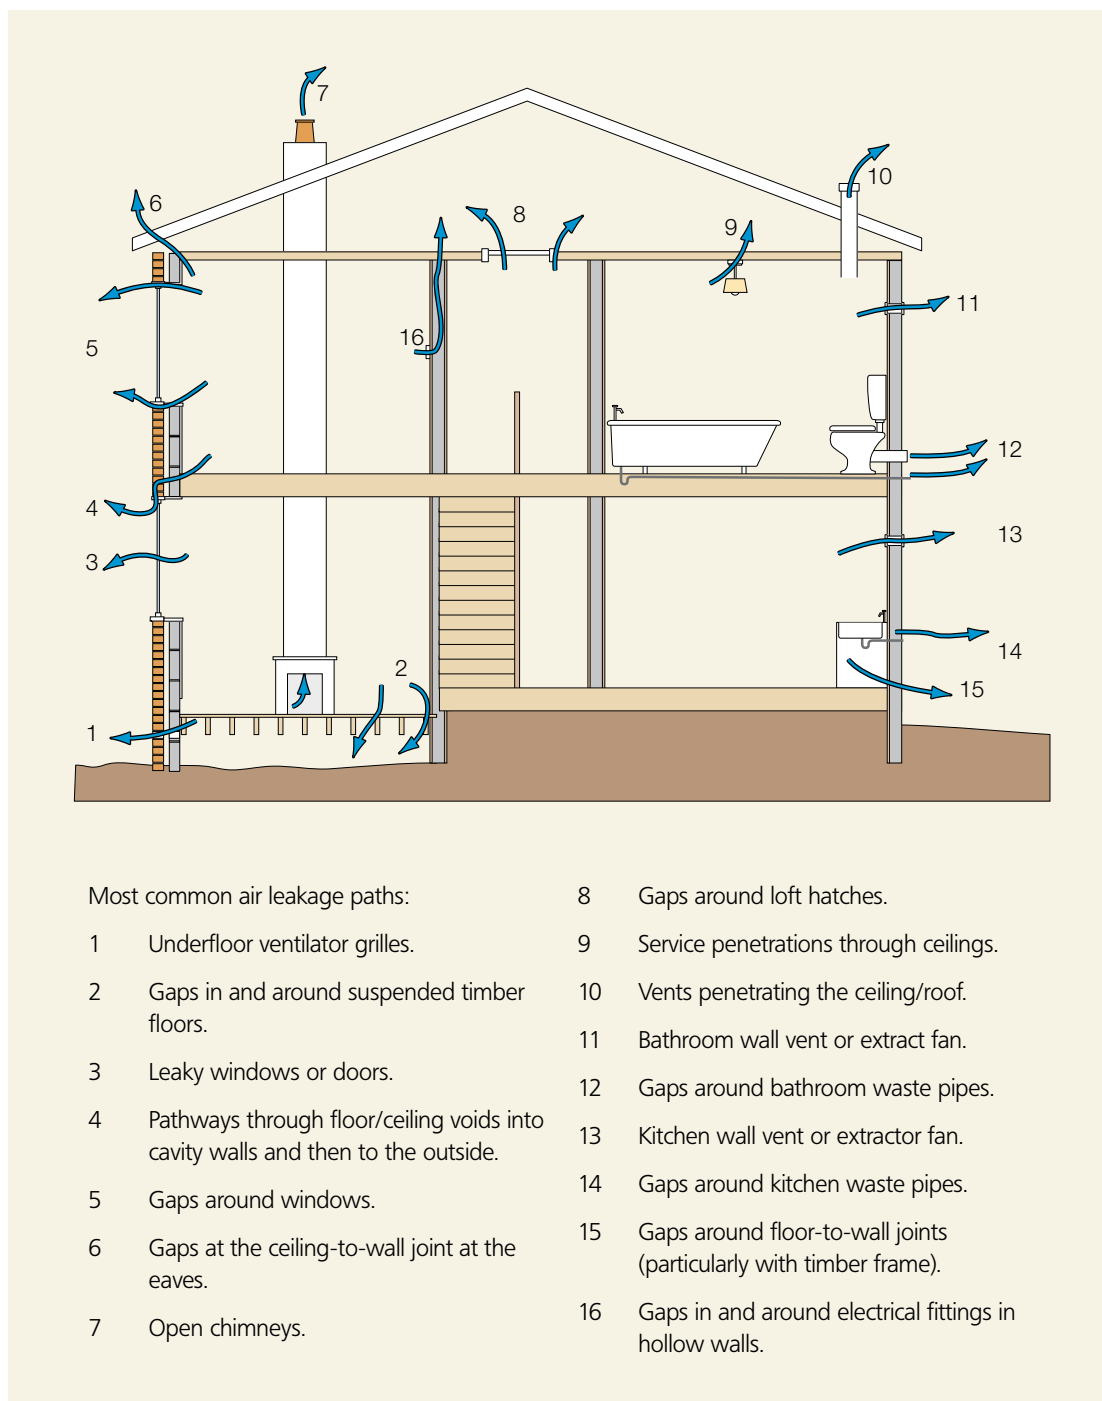 7
6
8
10
9
11
16
5
12
4
13
3
14
2
15
1
Most common air leakage paths:
1 Underfloor ventilator grilles.
2 Gaps in and around suspended timber
floors.
3 Leaky windows or doors.
4 Pathways through floor/ceiling voids into
cavity walls and then to the outside.
5 Gaps around windows.
6 Gaps at the ceiling-to-wall joint at the
eaves.
7 Open chimneys.
8 Gaps around loft hatches.
9 Service penetrations through ceilings.
10 Vents penetrating the ceiling/roof.
11 Bathroom wall vent or extract fan.
12 Gaps around bathroom waste pipes.
13 Kitchen wall vent or extractor fan.
14 Gaps around kitchen waste pipes.
15 Gaps around floor-to-wall joints
(particularly with timber frame).
16 Gaps in and around electrical fittings in
hollow walls.